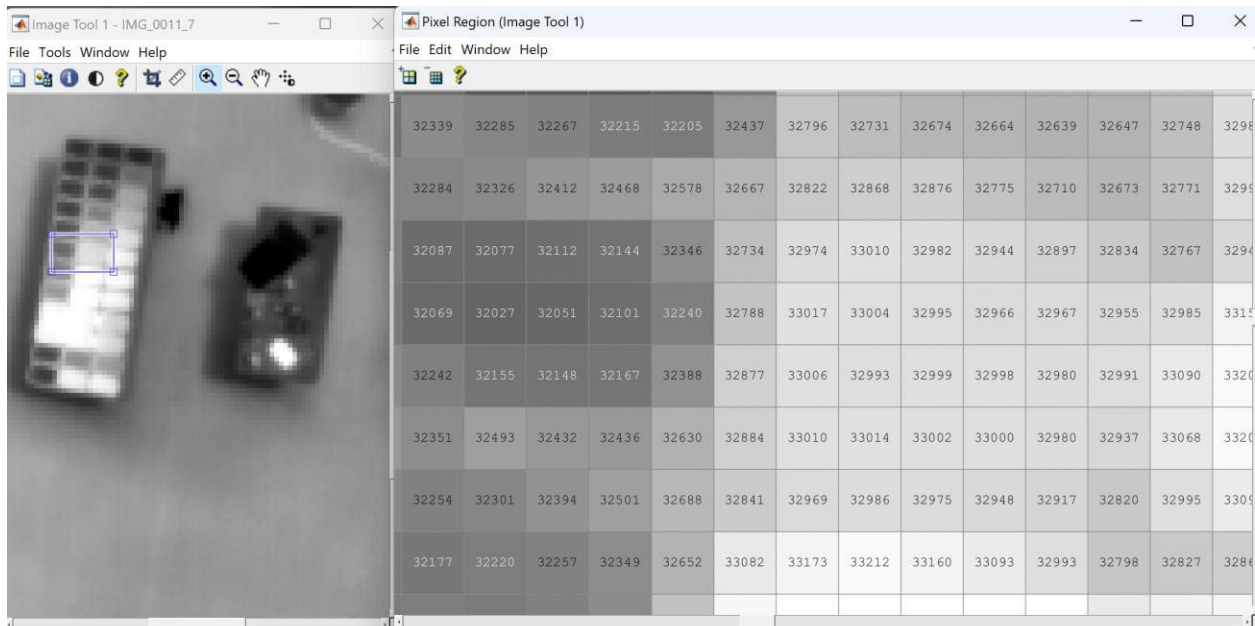 Image Tool 1 - IMG_0011_7
File Tools Window Help
Pixel Region (Image Tool 1)
File Edit Window Help
32339 32285 32267 32215 32205 32437 32796 32731 32674 32664 32639 32647 32748
32284 32326 32412 32468 32578 32667 32822 32868 32876 32775 32710 32673 32771
32087 32077 32112 32144 32346 32734 32974 33010 32982 32944 32897 32834 32767
32069 32027 32051 32101 32240 32788 33017 33004 32995 32966 32967 32955 32985
32242 32155 32148 32167 32388 32877 33006 32993 32999 32998 32980 32991 33090
32351 32493 32432 32436 32630 32884 33010 33014 33002 33000 32980 32937 33068
32254 32301 32394 32501 32688 32841 32969 32986 32975 32948 32917 32820 32995
32177 32220 32257 32349 32652 33082 33173 33212 33160 33093 32993 32798 32827